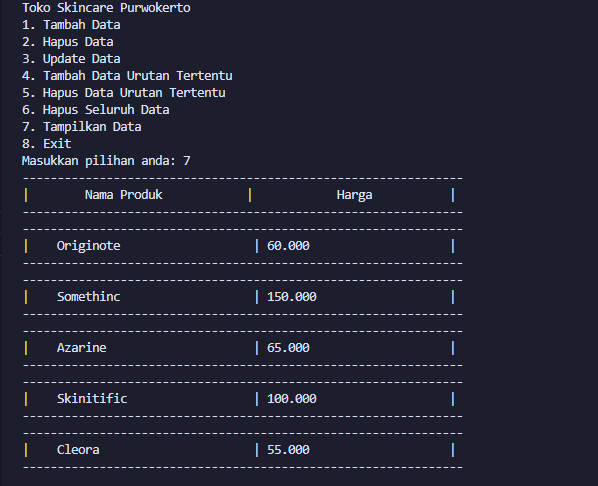 Toko Skincare Purwokerto
1. Tambah Data
2. Hapus Data
3. Update Data
4. Tambah Data Urutan Tertentu
5. Hapus Data Urutan Tertentu
6. Hapus Seluruh Data
7. Tampilkan Data
8. Exit
Masukkan pilihan anda: 7
---------------------------------------------------------------
|        Nama Produk            |            Harga           |
---------------------------------------------------------------
---------------------------------------------------------------
|    Originote                   | 60.000                    |
---------------------------------------------------------------
---------------------------------------------------------------
|    Somethinc                   | 150.000                   |
---------------------------------------------------------------
---------------------------------------------------------------
|    Azarine                     | 65.000                    |
---------------------------------------------------------------
---------------------------------------------------------------
|    Skinitific                  | 100.000                   |
---------------------------------------------------------------
---------------------------------------------------------------
|    Cleora                      | 55.000                    |
---------------------------------------------------------------